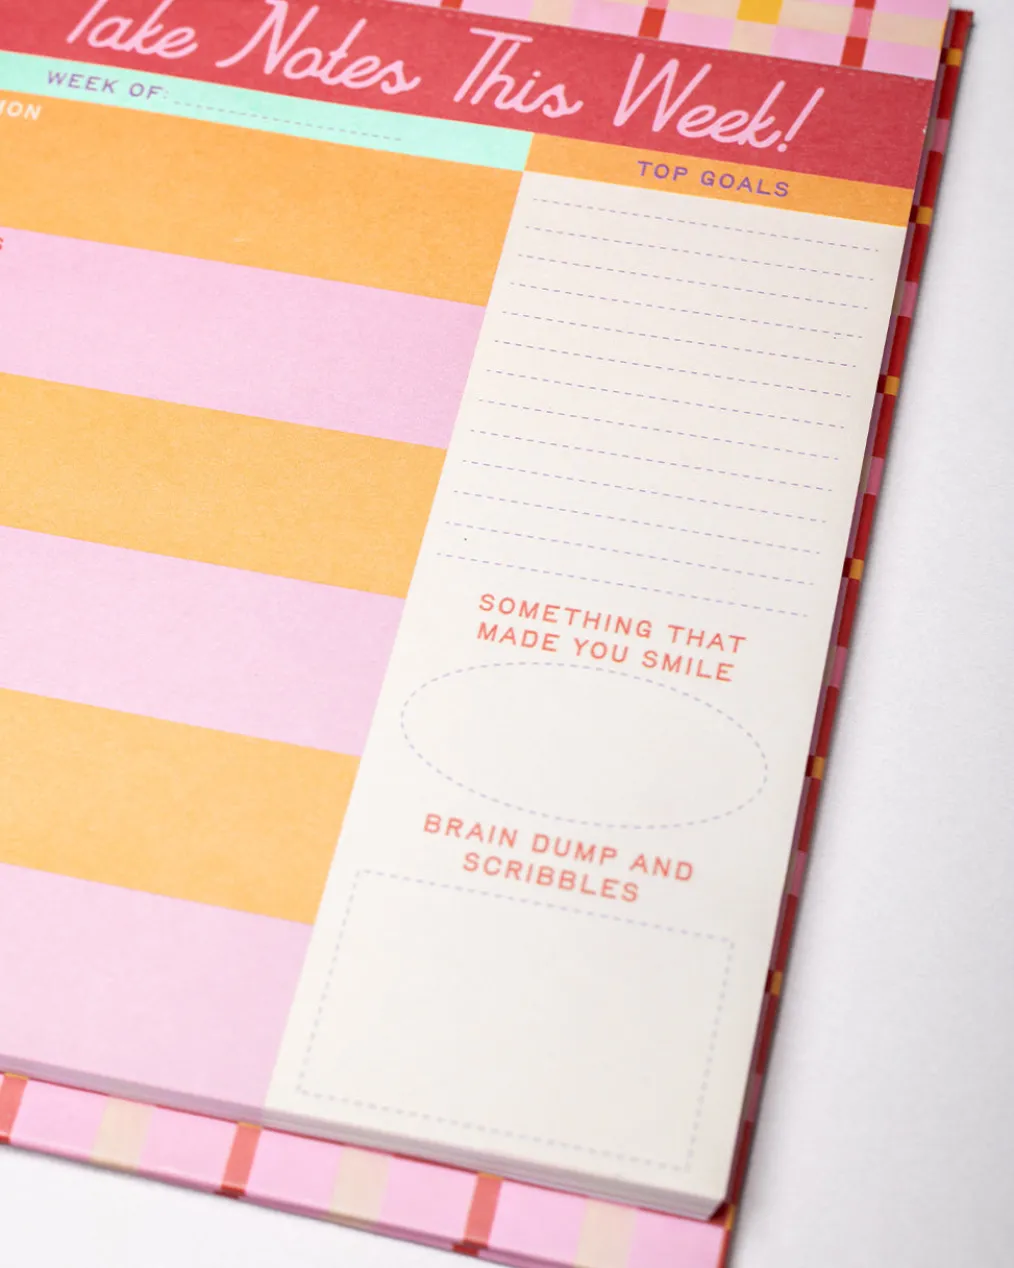 Take Notes This Week!
WEEK OF:
TOP GOALS
SOMETHING THAT
MADE YOU SMILE
BRAIN DUMP AND
SCRIBBLES